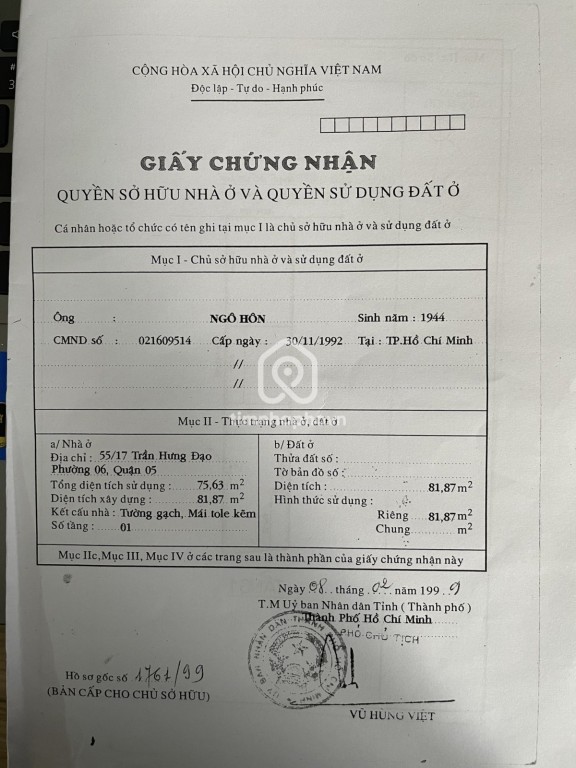 CỘNG HÒA XÃ HỘI CHỦ NGHĨA VIỆT NAM
Độc lập - Tự do - Hạnh phúc
GIẤY CHỨNG NHẬN
QUYỀN SỞ HỮU NHÀ Ở VÀ QUYỀN SỬ DỤNG ĐẤT Ở
Cá nhân hoặc tổ chức có tên ghi tại mục I là chủ sở hữu nhà ở và sử dụng đất ở
Mục I - Chủ sở hữu nhà ở và sử dụng đất ở
Ông : NGÔ HÔN Sinh năm : 1944
CMND số : 021609514 Cấp ngày : 30/11/1992 Tại : TP.Hồ Chí Minh
//
//
Mục II - Thực trạng nhà ở, đất ở
a/ Nhà ở
Địa chỉ : 55/17 Trần Hưng Đạo
Phường 06, Quận 05
Tổng diện tích sử dụng : 75,63 m2
Diện tích xây dựng : 81,87 m2
Kết cấu nhà : Tường gạch, Mái tole kẽm
Số tầng : 01
b/ Đất ở
Thửa đất số :
Tờ bản đồ số :
Diện tích : 81,87 m2
Hình thức sử dụng :
Riêng 81,87 m2
Chung m2
Mục IIc, Mục III, Mục IV ở các trang sau là thành phần của giấy chứng nhận này
Ngày 08 tháng 02 năm 1999
T.M Uỷ ban Nhân dân Tỉnh ( Thành phố )
Thành Phố Hồ Chí Minh
PHÓ CHỦ TỊCH
Hồ sơ gốc số 1761/99
(BẢN CẤP CHO CHỦ SỞ HỮU)
VŨ HÙNG VIỆT